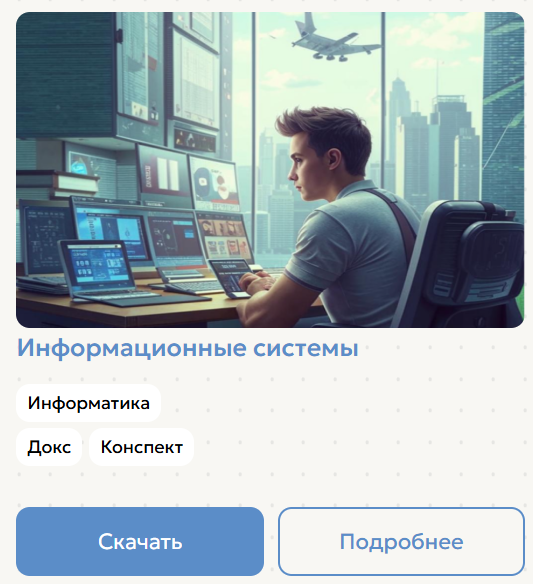 Информационные системы
Информатика
Докс Конспект
Скачать Подробнее